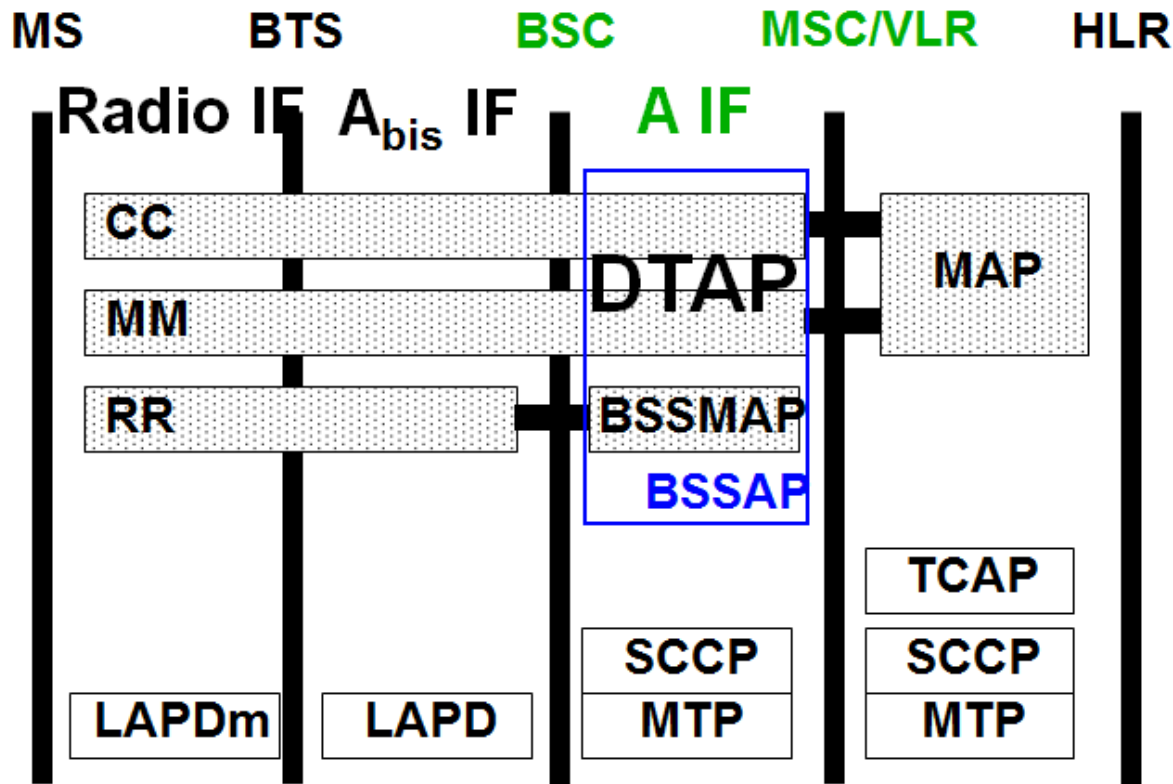 MS BTS BSC MSC/VLR HLR
Radio IF Abis IF A IF
CC
DTAP MAP
MM
RR BSSMAP
BSSAP
TCAP
SCCP SCCP
LAPDm LAPD MTP MTP